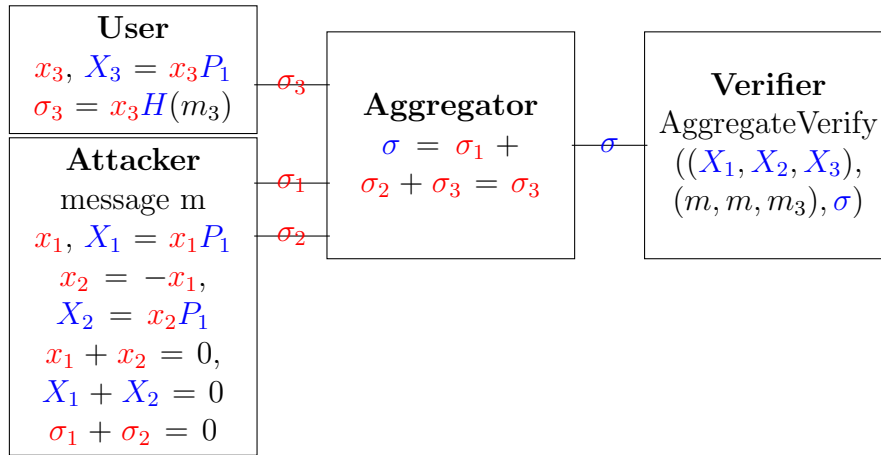 User
x₃, X₃ = x₃P₁
σ₃ = x₃H(m₃)
σ₃
Attacker
message m
x₁, X₁ = x₁P₁
x₂ = −x₁,
X₂ = x₂P₁
x₁ + x₂ = 0,
X₁ + X₂ = 0
σ₁ + σ₂ = 0
σ₁
σ₂
Aggregator
σ = σ₁ +
σ₂ + σ₃ = σ₃
σ
Verifier
AggregateVerify
((X₁, X₂, X₃),
(m, m, m₃), σ)